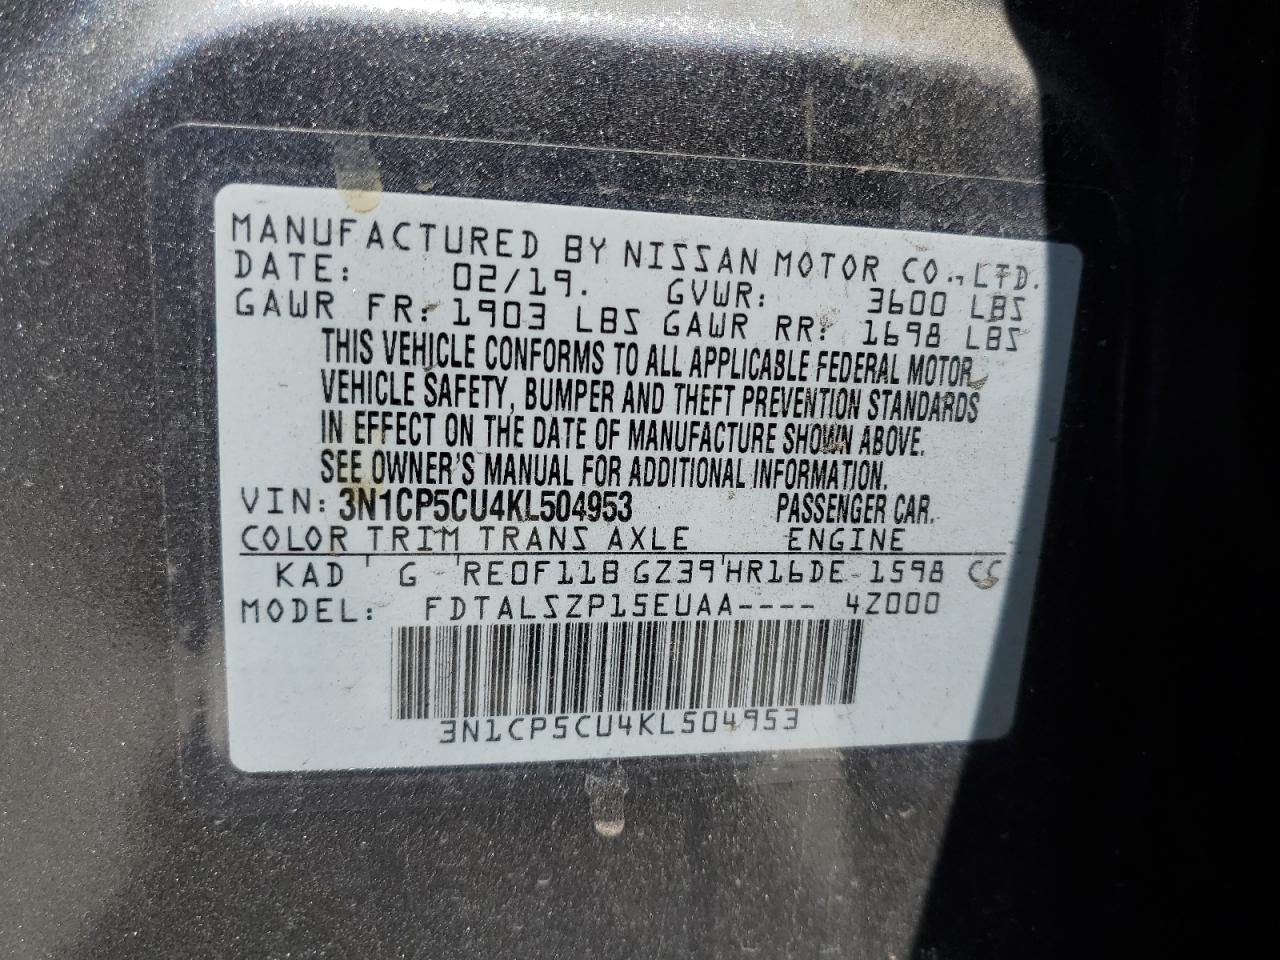 MANUFACTURED BY NISSAN MOTOR CO., LTD.
DATE: 02/19. GVWR: 3600 LBS
GAWR FR: 1903 LBS GAWR RR: 1698 LBS
THIS VEHICLE CONFORMS TO ALL APPLICABLE FEDERAL MOTOR
VEHICLE SAFETY, BUMPER AND THEFT PREVENTION STANDARDS
IN EFFECT ON THE DATE OF MANUFACTURE SHOWN ABOVE.
SEE OWNER'S MANUAL FOR ADDITIONAL INFORMATION.
VIN: 3N1CP5CU4KL504953 PASSENGER CAR.
COLOR TRIM TRANS AXLE ENGINE
KAD G RE0F11B GZ39 HR16DE 1598 CC
MODEL: FDTALSZP15EUAA---- 4Z000
3N1CP5CU4KL504953